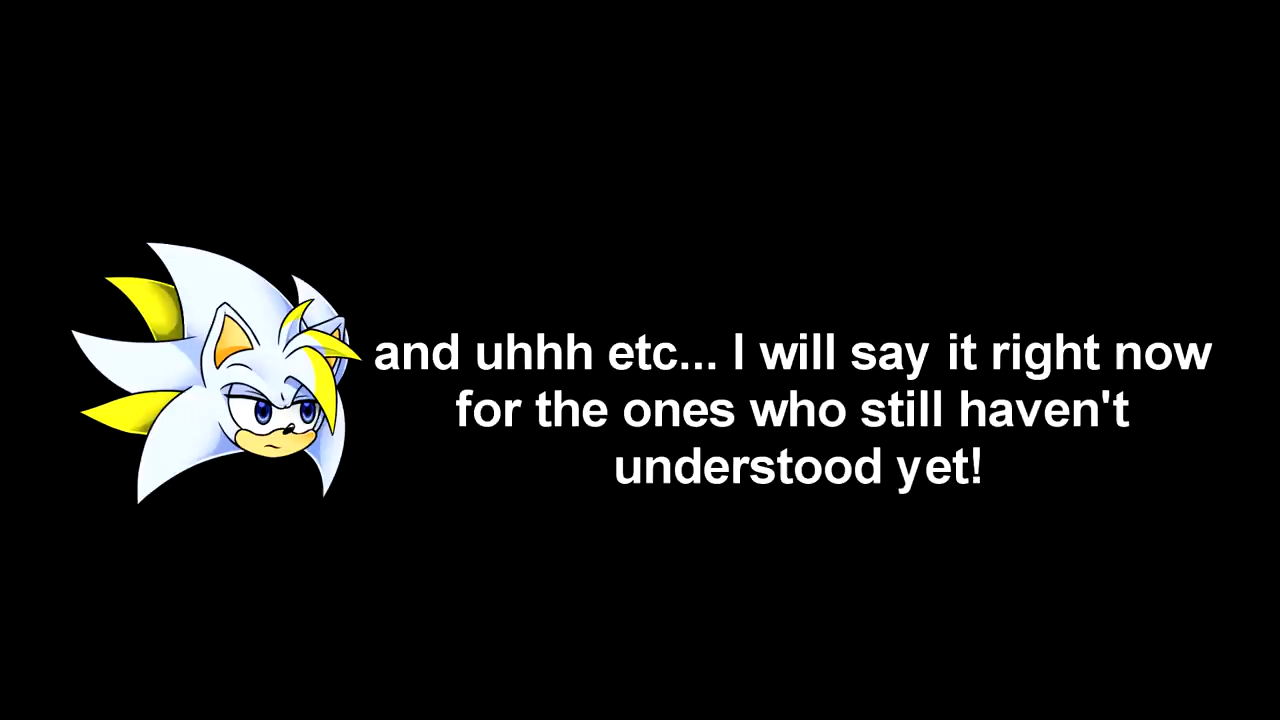 and uhhh etc... I will say it right now
for the ones who still haven't
understood yet!